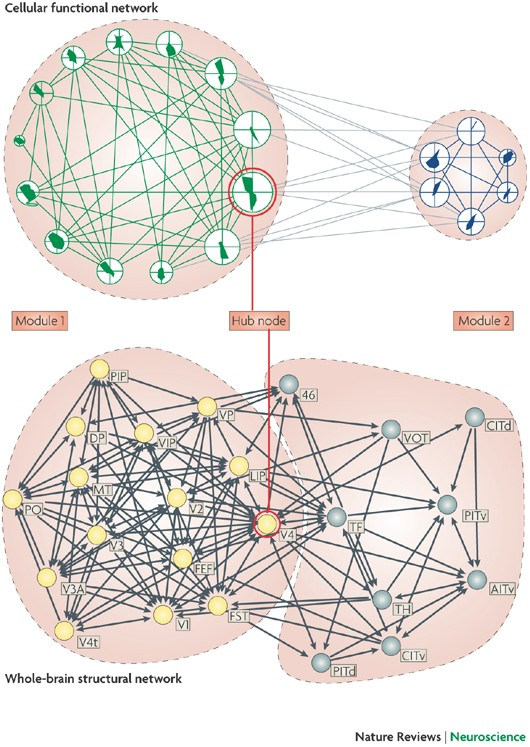 Cellular functional network
Module 1
Hub node
Module 2
PIP
46
VP
CITd
DP
VIP
VOT
LIP
MT
PO
V2
PITv
V3
V4
TF
FEF
V3A
AITv
V1
FST
TH
V4t
CITv
PITd
Whole-brain structural network
Nature Reviews | Neuroscience